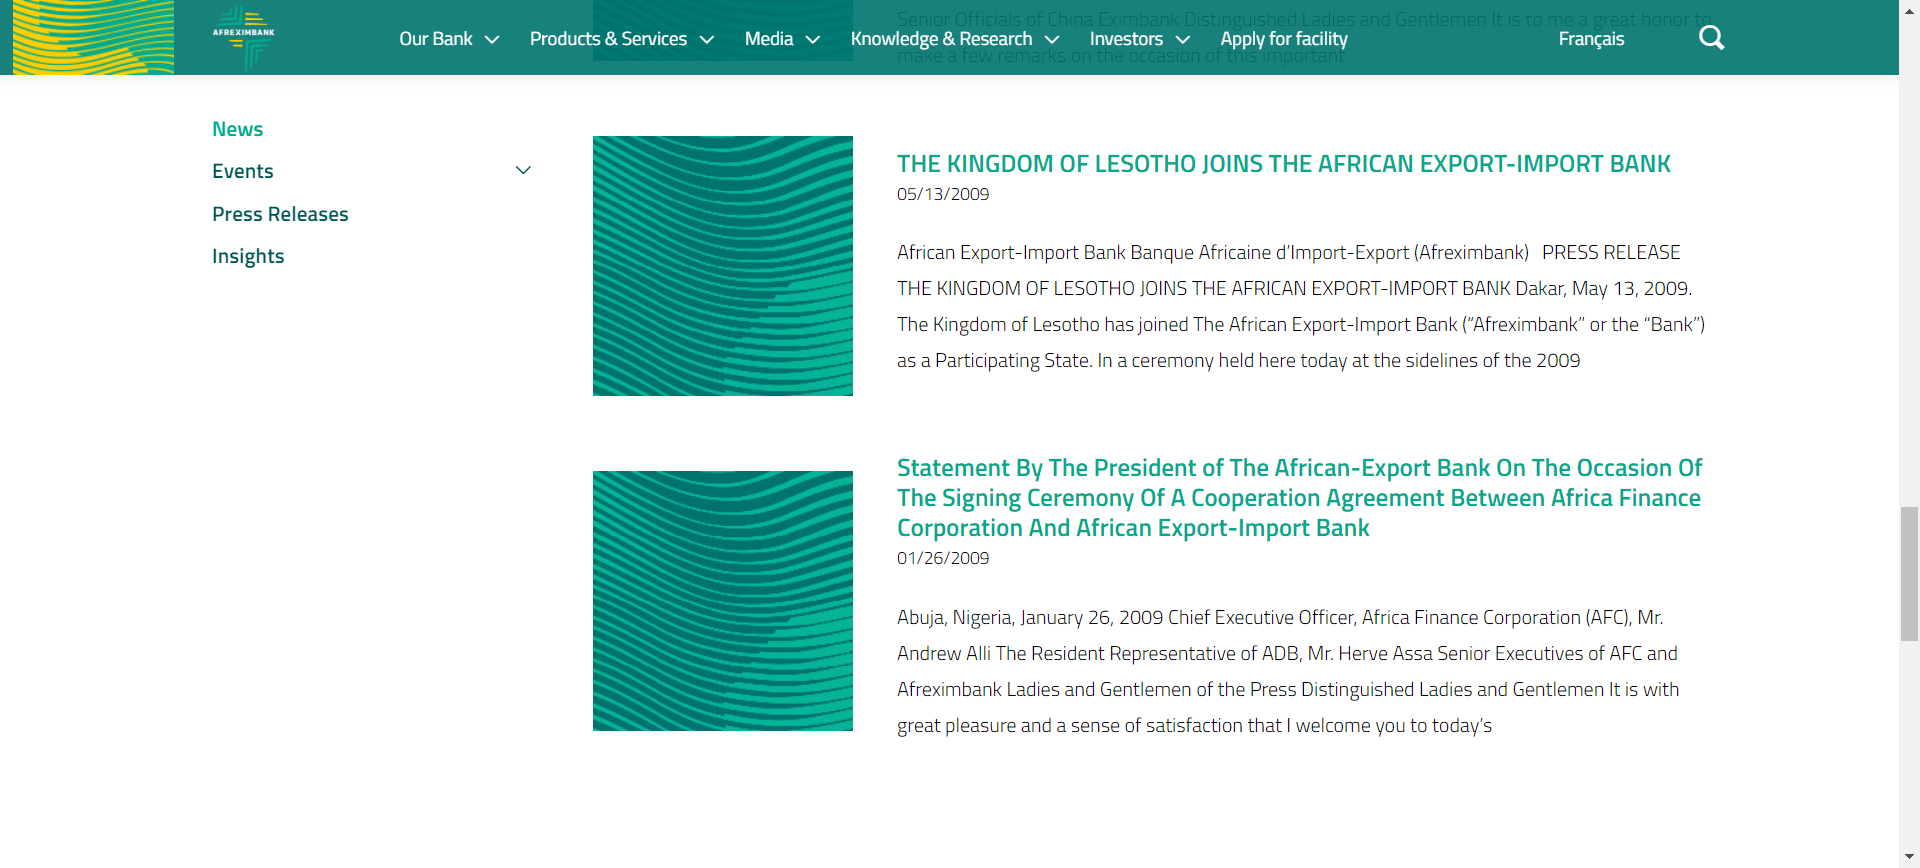 AFREXIMBANK
Our Bank
Products & Services
Media
Knowledge & Research
Investors
Apply for facility
Français
Senior Officials of China Eximbank Distinguished Ladies and Gentlemen It is to me a great honor to
make a few remarks on the occasion of this important
News
Events
Press Releases
Insights
THE KINGDOM OF LESOTHO JOINS THE AFRICAN EXPORT-IMPORT BANK
05/13/2009
African Export-Import Bank Banque Africaine d’Import-Export (Afreximbank)   PRESS RELEASE
THE KINGDOM OF LESOTHO JOINS THE AFRICAN EXPORT-IMPORT BANK Dakar, May 13, 2009.
The Kingdom of Lesotho has joined The African Export-Import Bank (“Afreximbank” or the “Bank”)
as a Participating State. In a ceremony held here today at the sidelines of the 2009
Statement By The President of The African-Export Bank On The Occasion Of
The Signing Ceremony Of A Cooperation Agreement Between Africa Finance
Corporation And African Export-Import Bank
01/26/2009
Abuja, Nigeria, January 26, 2009 Chief Executive Officer, Africa Finance Corporation (AFC), Mr.
Andrew Alli The Resident Representative of ADB, Mr. Herve Assa Senior Executives of AFC and
Afreximbank Ladies and Gentlemen of the Press Distinguished Ladies and Gentlemen It is with
great pleasure and a sense of satisfaction that I welcome you to today’s